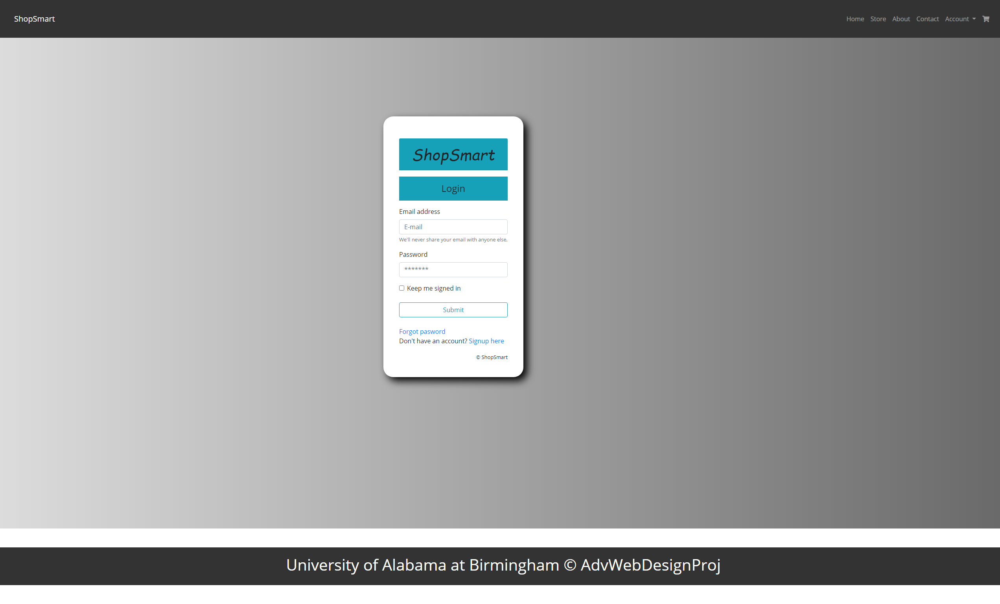 ShopSmart
Home Store About Contact Account
ShopSmart
Login
Email address
E-mail
We'll never share your email with anyone else.
Password
*******
Keep me signed in
Submit
Forgot pasword
Don't have an account? Signup here
© ShopSmart
University of Alabama at Birmingham © AdvWebDesignProj